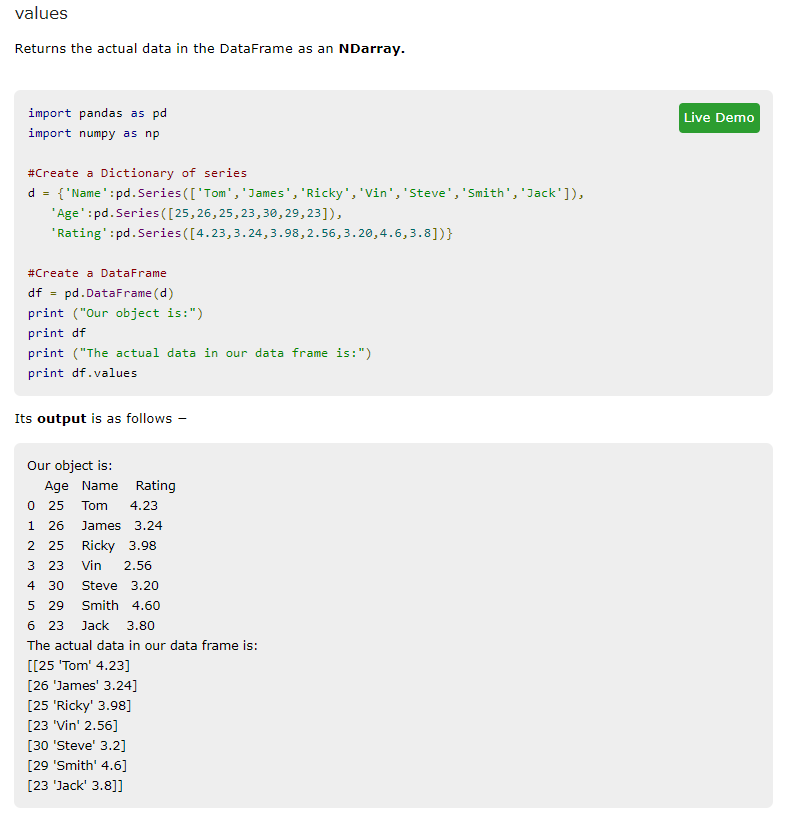 values
Returns the actual data in the DataFrame as an NDarray.
import pandas as pd
Live Demo
import numpy as np
#Create a Dictionary of series
d = {'Name':pd.Series(['Tom','James','Ricky','Vin','Steve','Smith','Jack']),
'Age':pd.Series([25,26,25,23,30,29,23]),
'Rating':pd.Series([4.23,3.24,3.98,2.56,3.20,4.6,3.8])}
#Create a DataFrame
df = pd.DataFrame(d)
print ("Our object is:")
print df
print ("The actual data in our data frame is:")
print df.values
Its output is as follows −
Our object is:
Age Name Rating
0 25 Tom 4.23
1 26 James 3.24
2 25 Ricky 3.98
3 23 Vin 2.56
4 30 Steve 3.20
5 29 Smith 4.60
6 23 Jack 3.80
The actual data in our data frame is:
[[25 'Tom' 4.23]
[26 'James' 3.24]
[25 'Ricky' 3.98]
[23 'Vin' 2.56]
[30 'Steve' 3.2]
[29 'Smith' 4.6]
[23 'Jack' 3.8]]